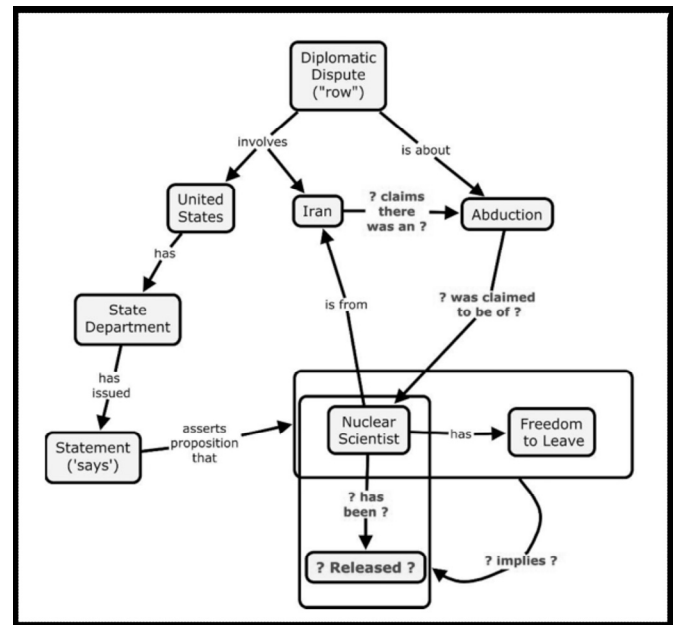 Diplomatic
Dispute
("row")
involves
is about
United
States
Iran
? claims
there
was an ?
Abduction
has
is from
? was claimed
to be of ?
State
Department
has
issued
asserts
proposition
that
Statement
('says')
Nuclear
Scientist
has
Freedom
to Leave
? has
been ?
? implies ?
? Released ?